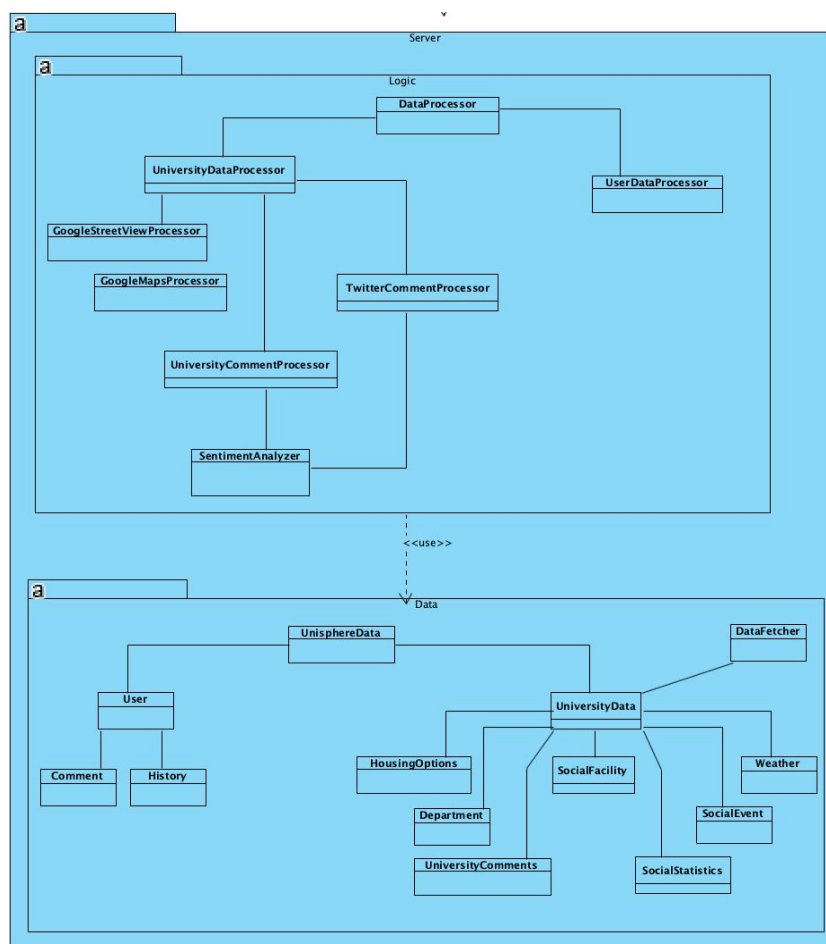 a
Server
a
Logic
DataProcessor
UniversityDataProcessor
UserDataProcessor
GoogleStreetViewProcessor
GoogleMapsProcessor
TwitterCommentProcessor
UniversityCommentProcessor
SentimentAnalyzer
<<use>>
a
Data
UnisphereData
DataFetcher
User
UniversityData
Comment
History
HousingOptions
SocialFacility
Weather
Department
SocialEvent
UniversityComments
SocialStatistics